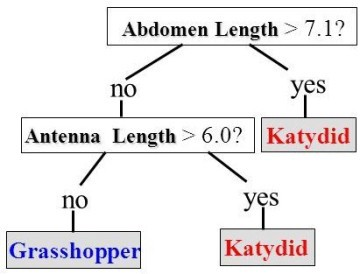 Abdomen Length > 7.1?
no
yes
Antenna Length > 6.0?
Katydid
no
yes
Grasshopper
Katydid